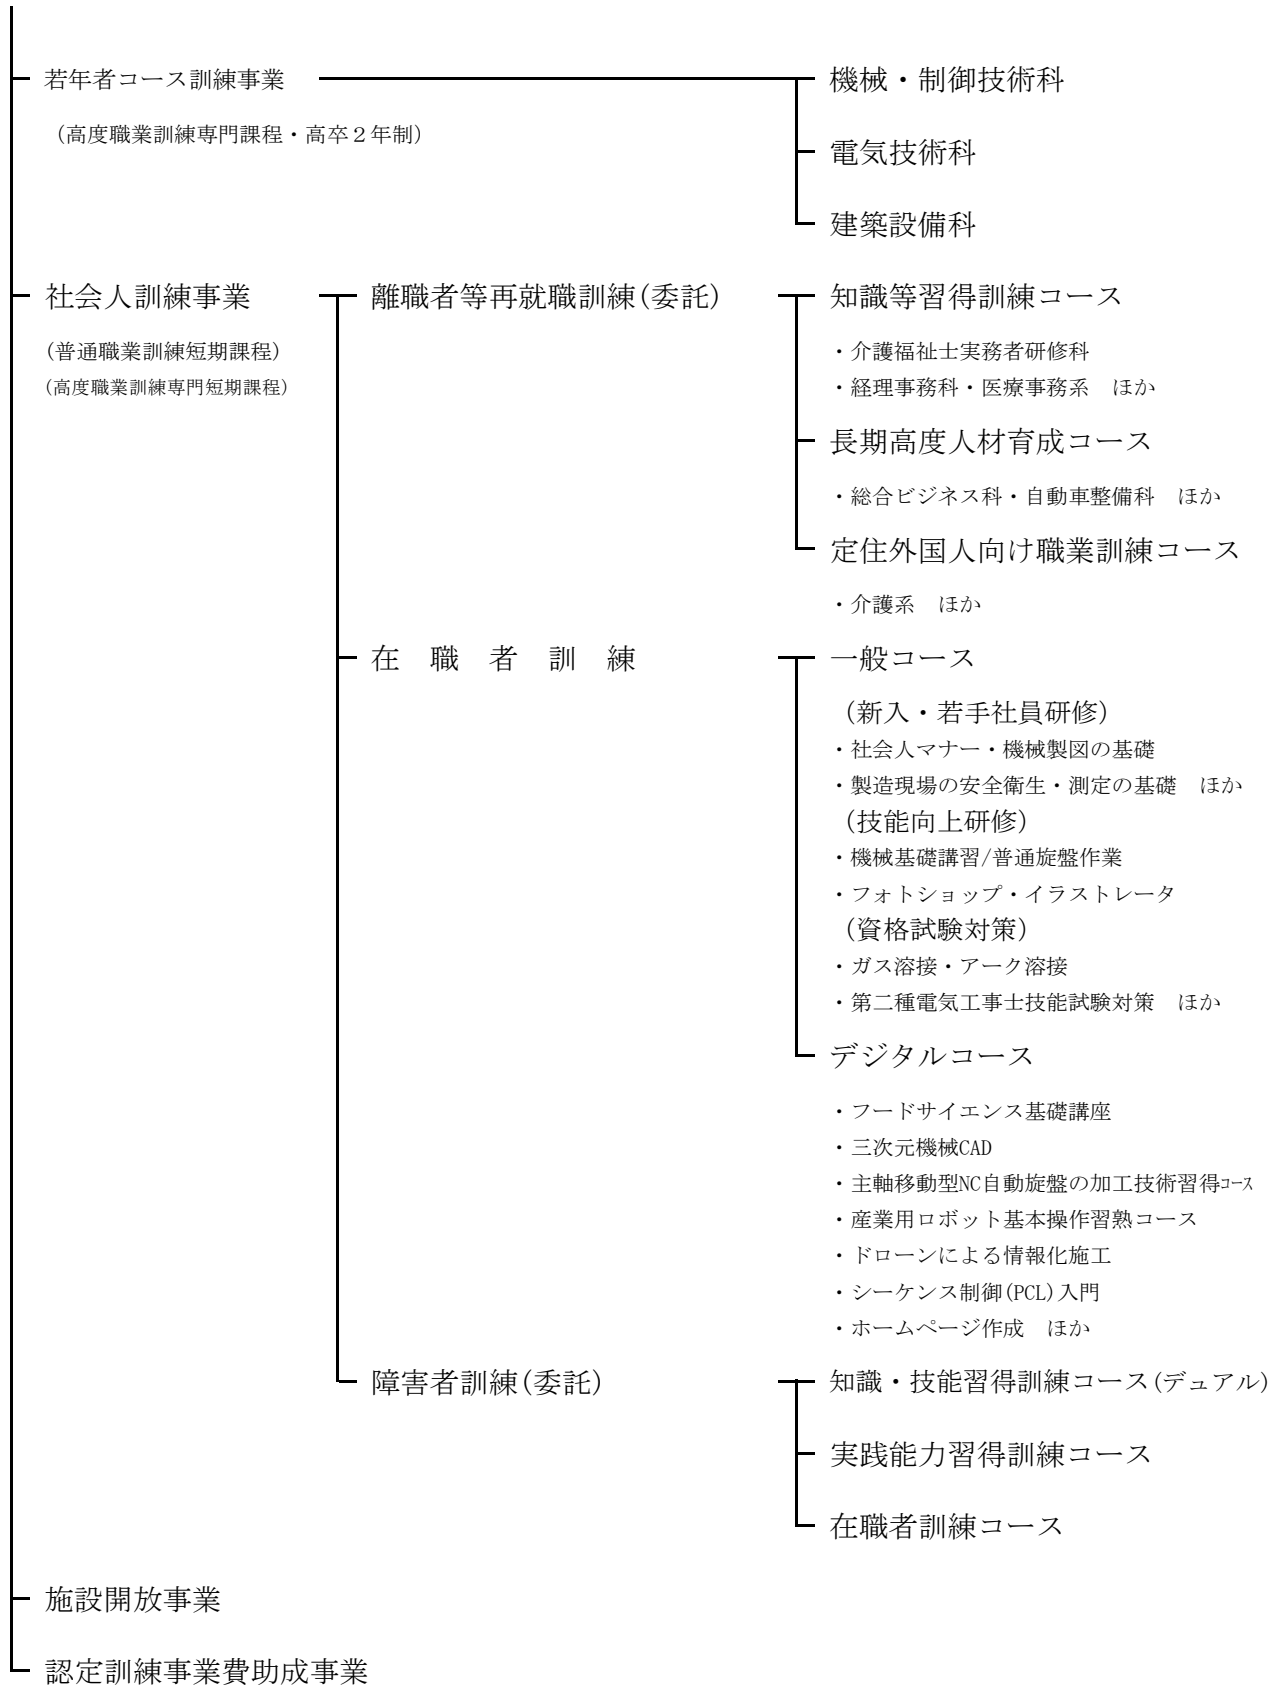 若年者コース訓練事業
機械・制御技術科
（高度職業訓練専門課程・高卒２年制）
電気技術科
建築設備科
社会人訓練事業
離職者等再就職訓練(委託)
知識等習得訓練コース
(普通職業訓練短期課程)
(高度職業訓練専門短期課程)
・介護福祉士実務者研修科
・経理事務科・医療事務系　ほか
長期高度人材育成コース
・総合ビジネス科・自動車整備科　ほか
定住外国人向け職業訓練コース
・介護系　ほか
在　職　者　訓　練
一般コース
（新入・若手社員研修）
・社会人マナー・機械製図の基礎
・製造現場の安全衛生・測定の基礎　ほか
（技能向上研修）
・機械基礎講習/普通旋盤作業
・フォトショップ・イラストレータ
（資格試験対策）
・ガス溶接・アーク溶接
・第二種電気工事士技能試験対策　ほか
デジタルコース
・フードサイエンス基礎講座
・三次元機械CAD
・主軸移動型NC自動旋盤の加工技術習得ｺｰｽ
・産業用ロボット基本操作習熟コース
・ドローンによる情報化施工
・シーケンス制御(PCL)入門
・ホームページ作成　ほか
障害者訓練(委託)
知識・技能習得訓練コース(デュアル)
実践能力習得訓練コース
在職者訓練コース
施設開放事業
認定訓練事業費助成事業